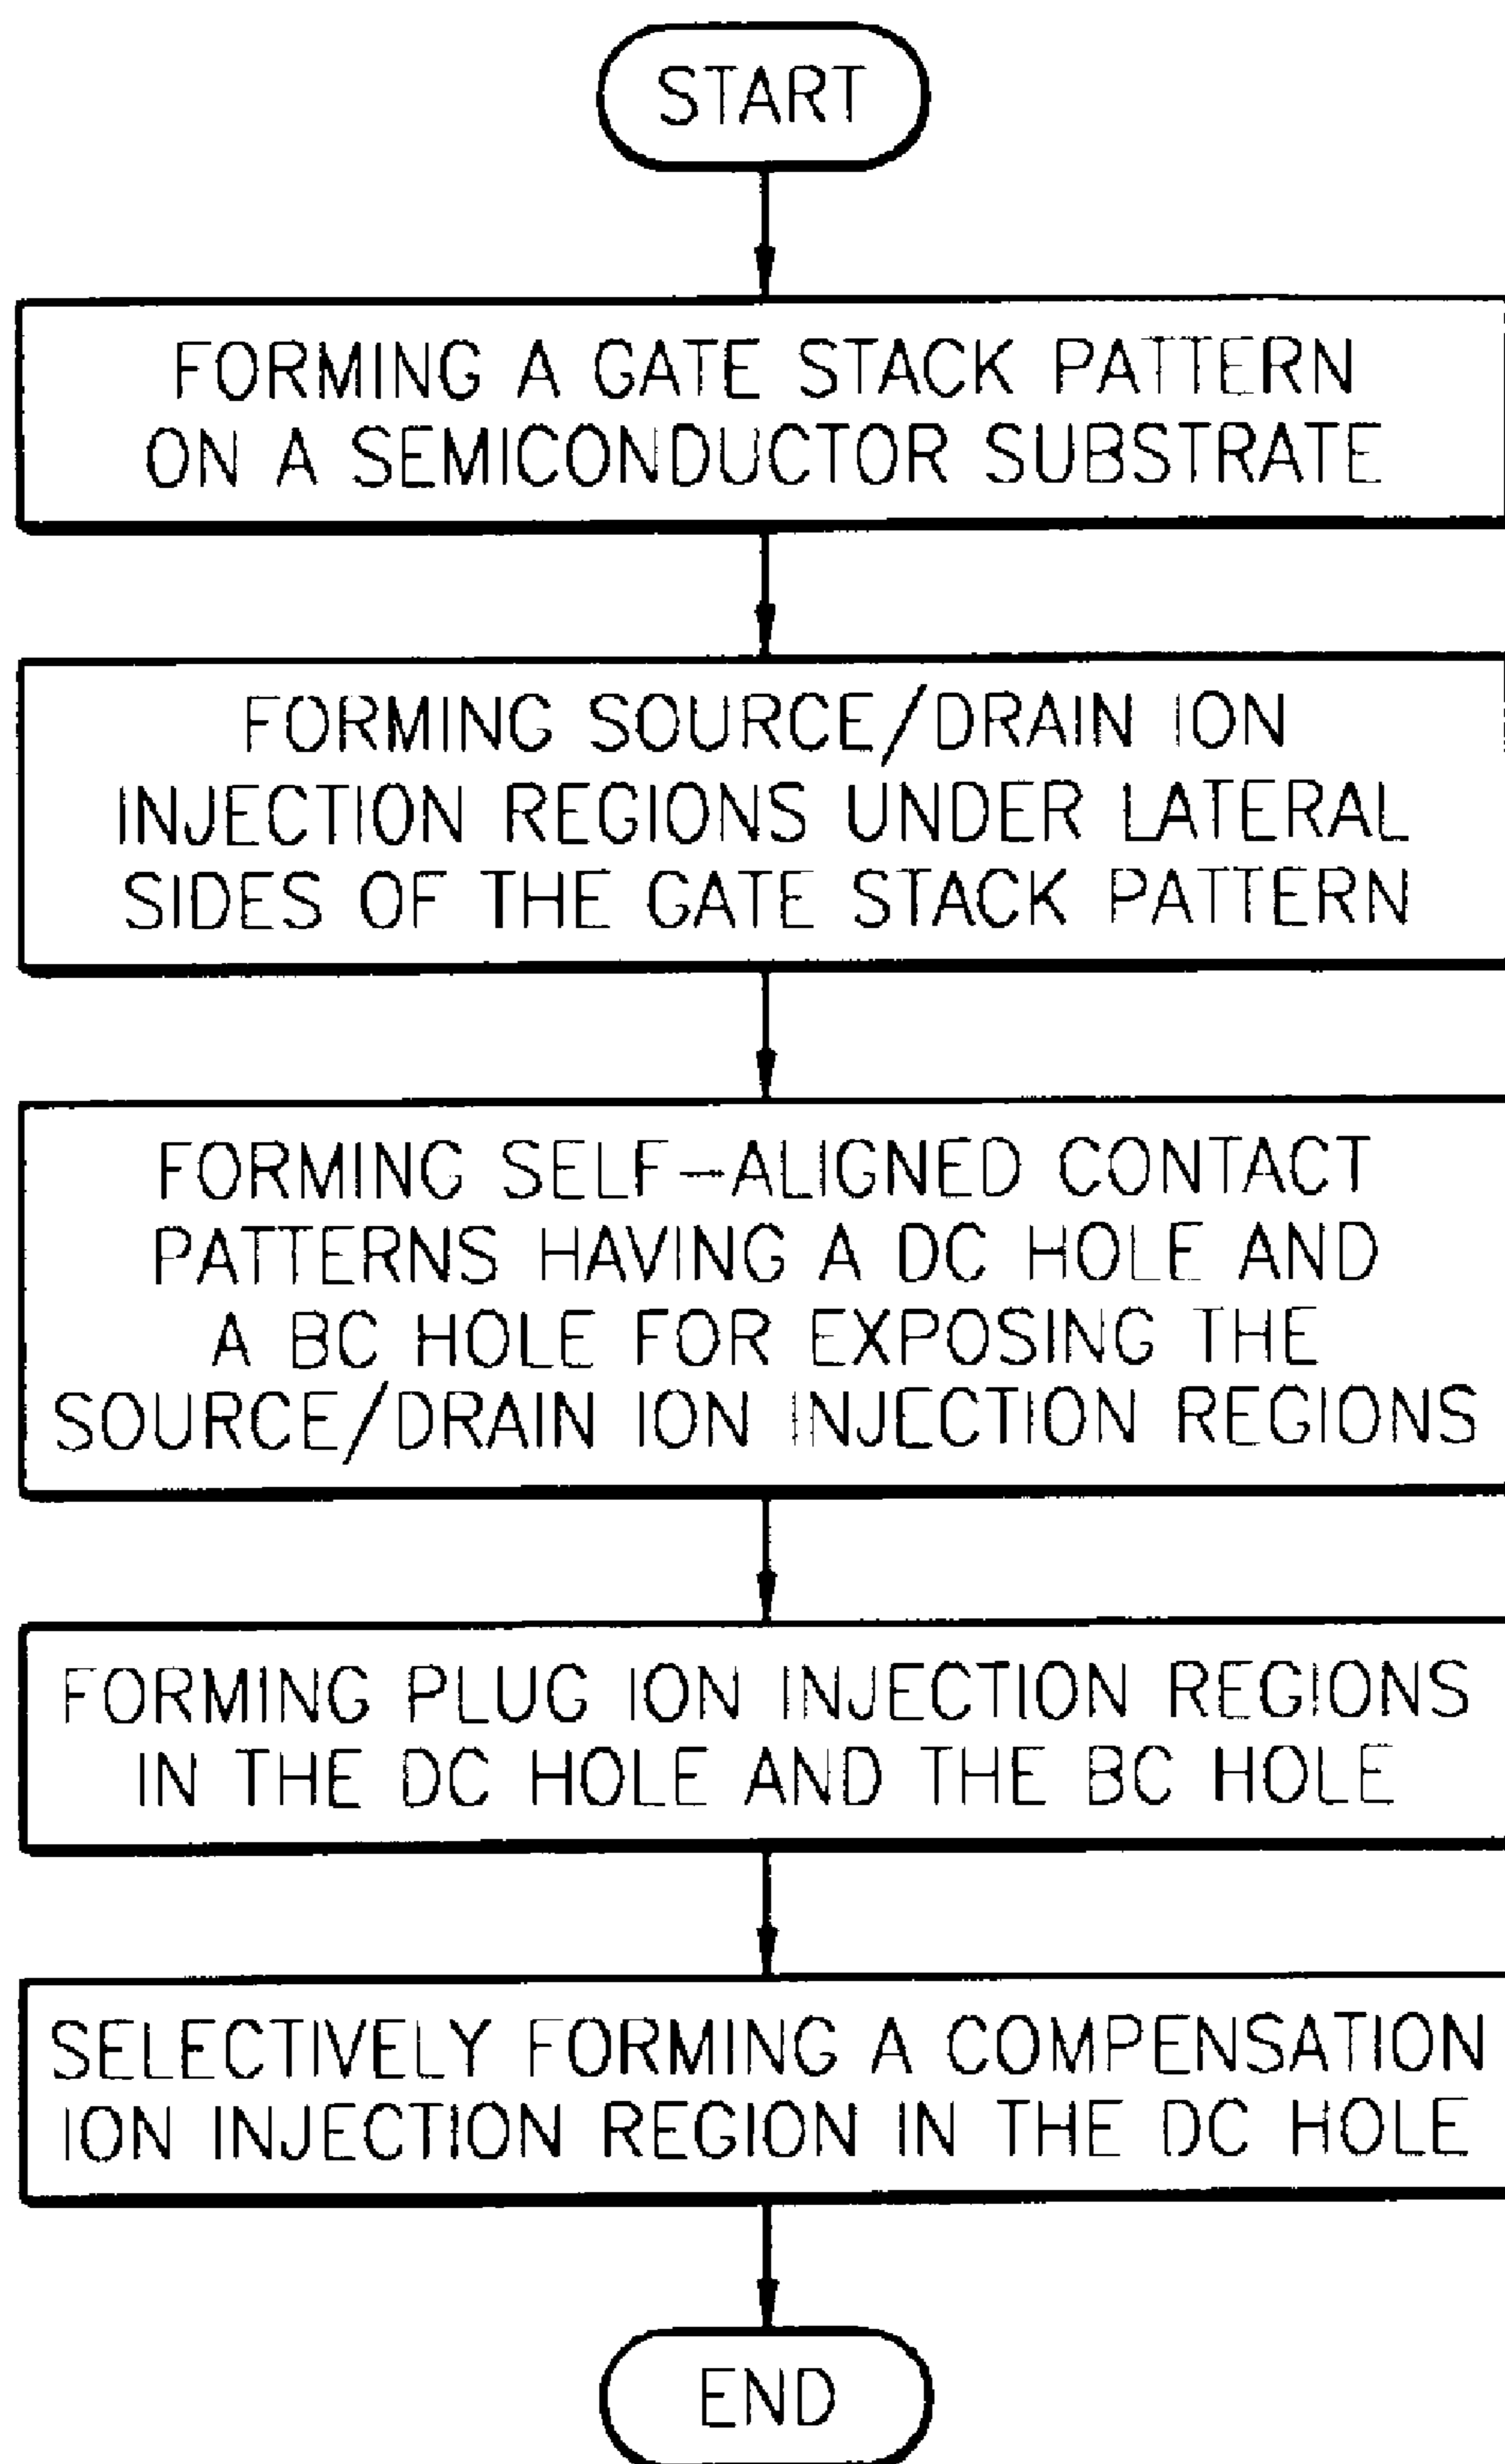 START
FORMING A GATE STACK PATTERN
ON A SEMICONDUCTOR SUBSTRATE
FORMING SOURCE/DRAIN ION
INJECTION REGIONS UNDER LATERAL
SIDES OF THE GATE STACK PATTERN
FORMING SELF-ALIGNED CONTACT
PATTERNS HAVING A DC HOLE AND
A BC HOLE FOR EXPOSING THE
SOURCE/DRAIN ION INJECTION REGIONS
FORMING PLUG ION INJECTION REGIONS
IN THE DC HOLE AND THE BC HOLE
SELECTIVELY FORMING A COMPENSATION
ION INJECTION REGION IN THE DC HOLE
END